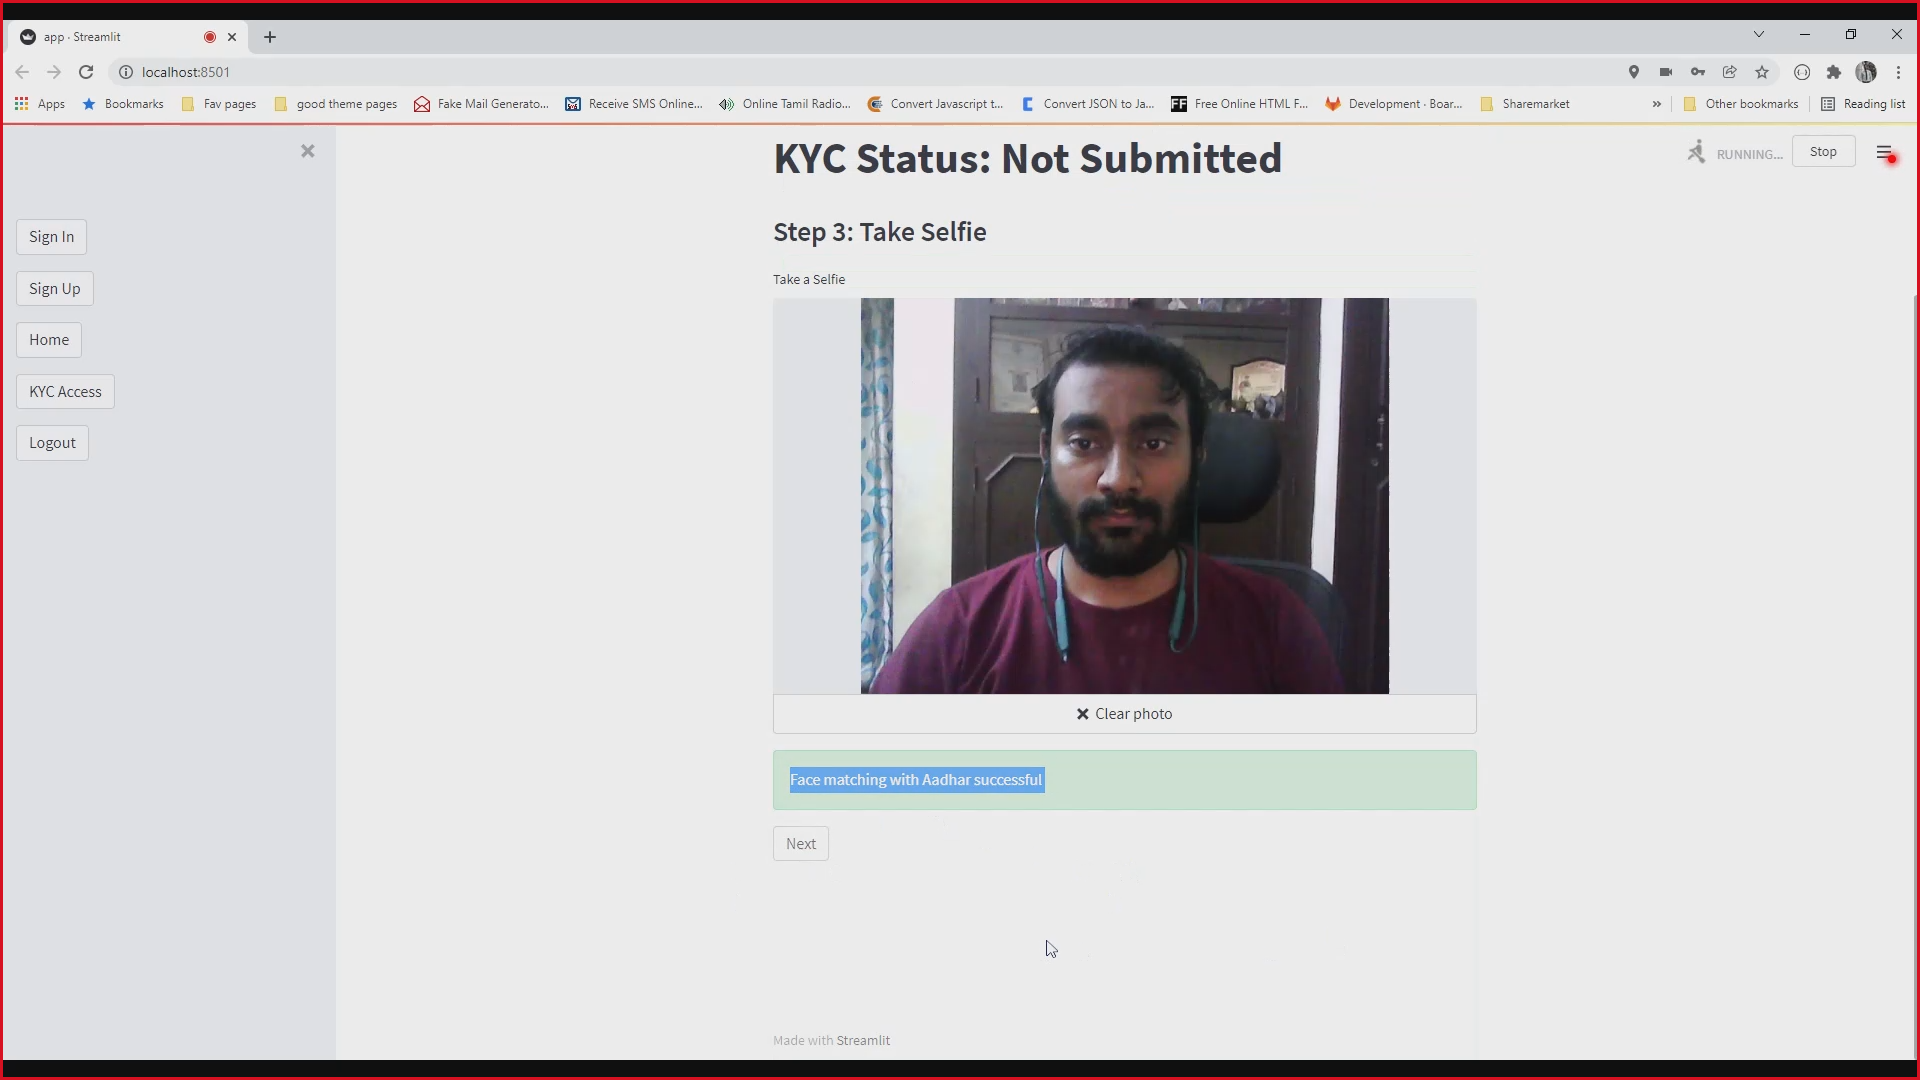 app · Streamlit
localhost:8501
Apps
Bookmarks
Fav pages
good theme pages
Fake Mail Generato...
Receive SMS Online...
Online Tamil Radio...
Convert Javascript t...
Convert JSON to Ja...
FF
Free Online HTML F...
Development · Boar...
Sharemarket
»
Other bookmarks
Reading list
Sign In
Sign Up
Home
KYC Access
Logout
KYC Status: Not Submitted
RUNNING...
Stop
Step 3: Take Selfie
Take a Selfie
Clear photo
Face matching with Aadhar successful
Next
Made with Streamlit